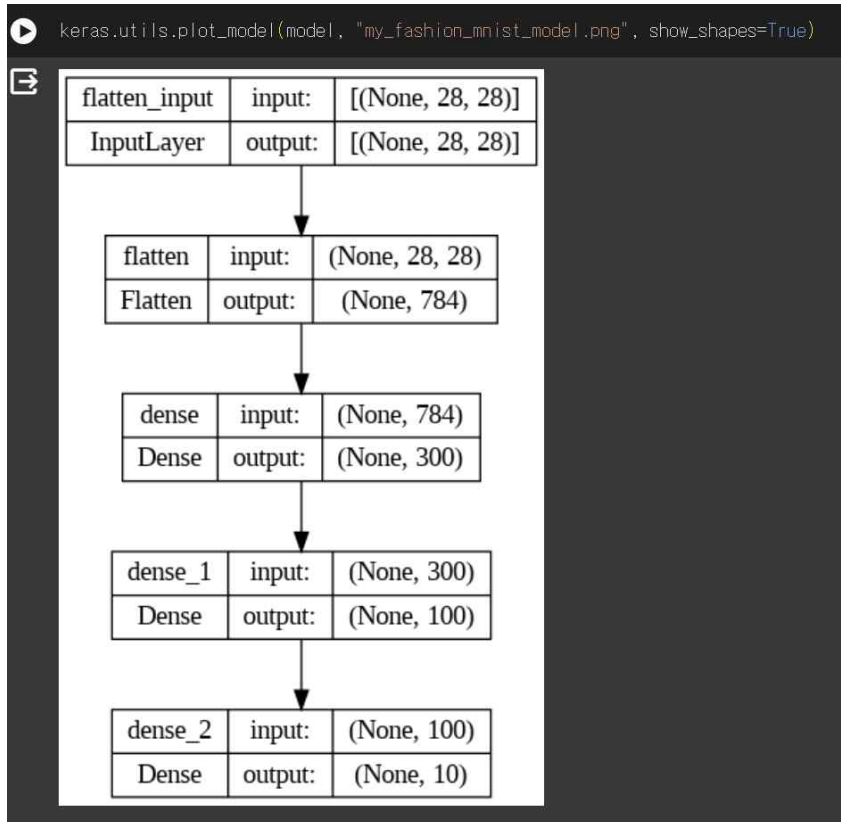 keras.utils.plot_model(model, "my_fashion_mnist_model.png", show_shapes=True)
flatten_input input: [(None, 28, 28)]
InputLayer output: [(None, 28, 28)]
flatten input: (None, 28, 28)
Flatten output: (None, 784)
dense input: (None, 784)
Dense output: (None, 300)
dense_1 input: (None, 300)
Dense output: (None, 100)
dense_2 input: (None, 100)
Dense output: (None, 10)